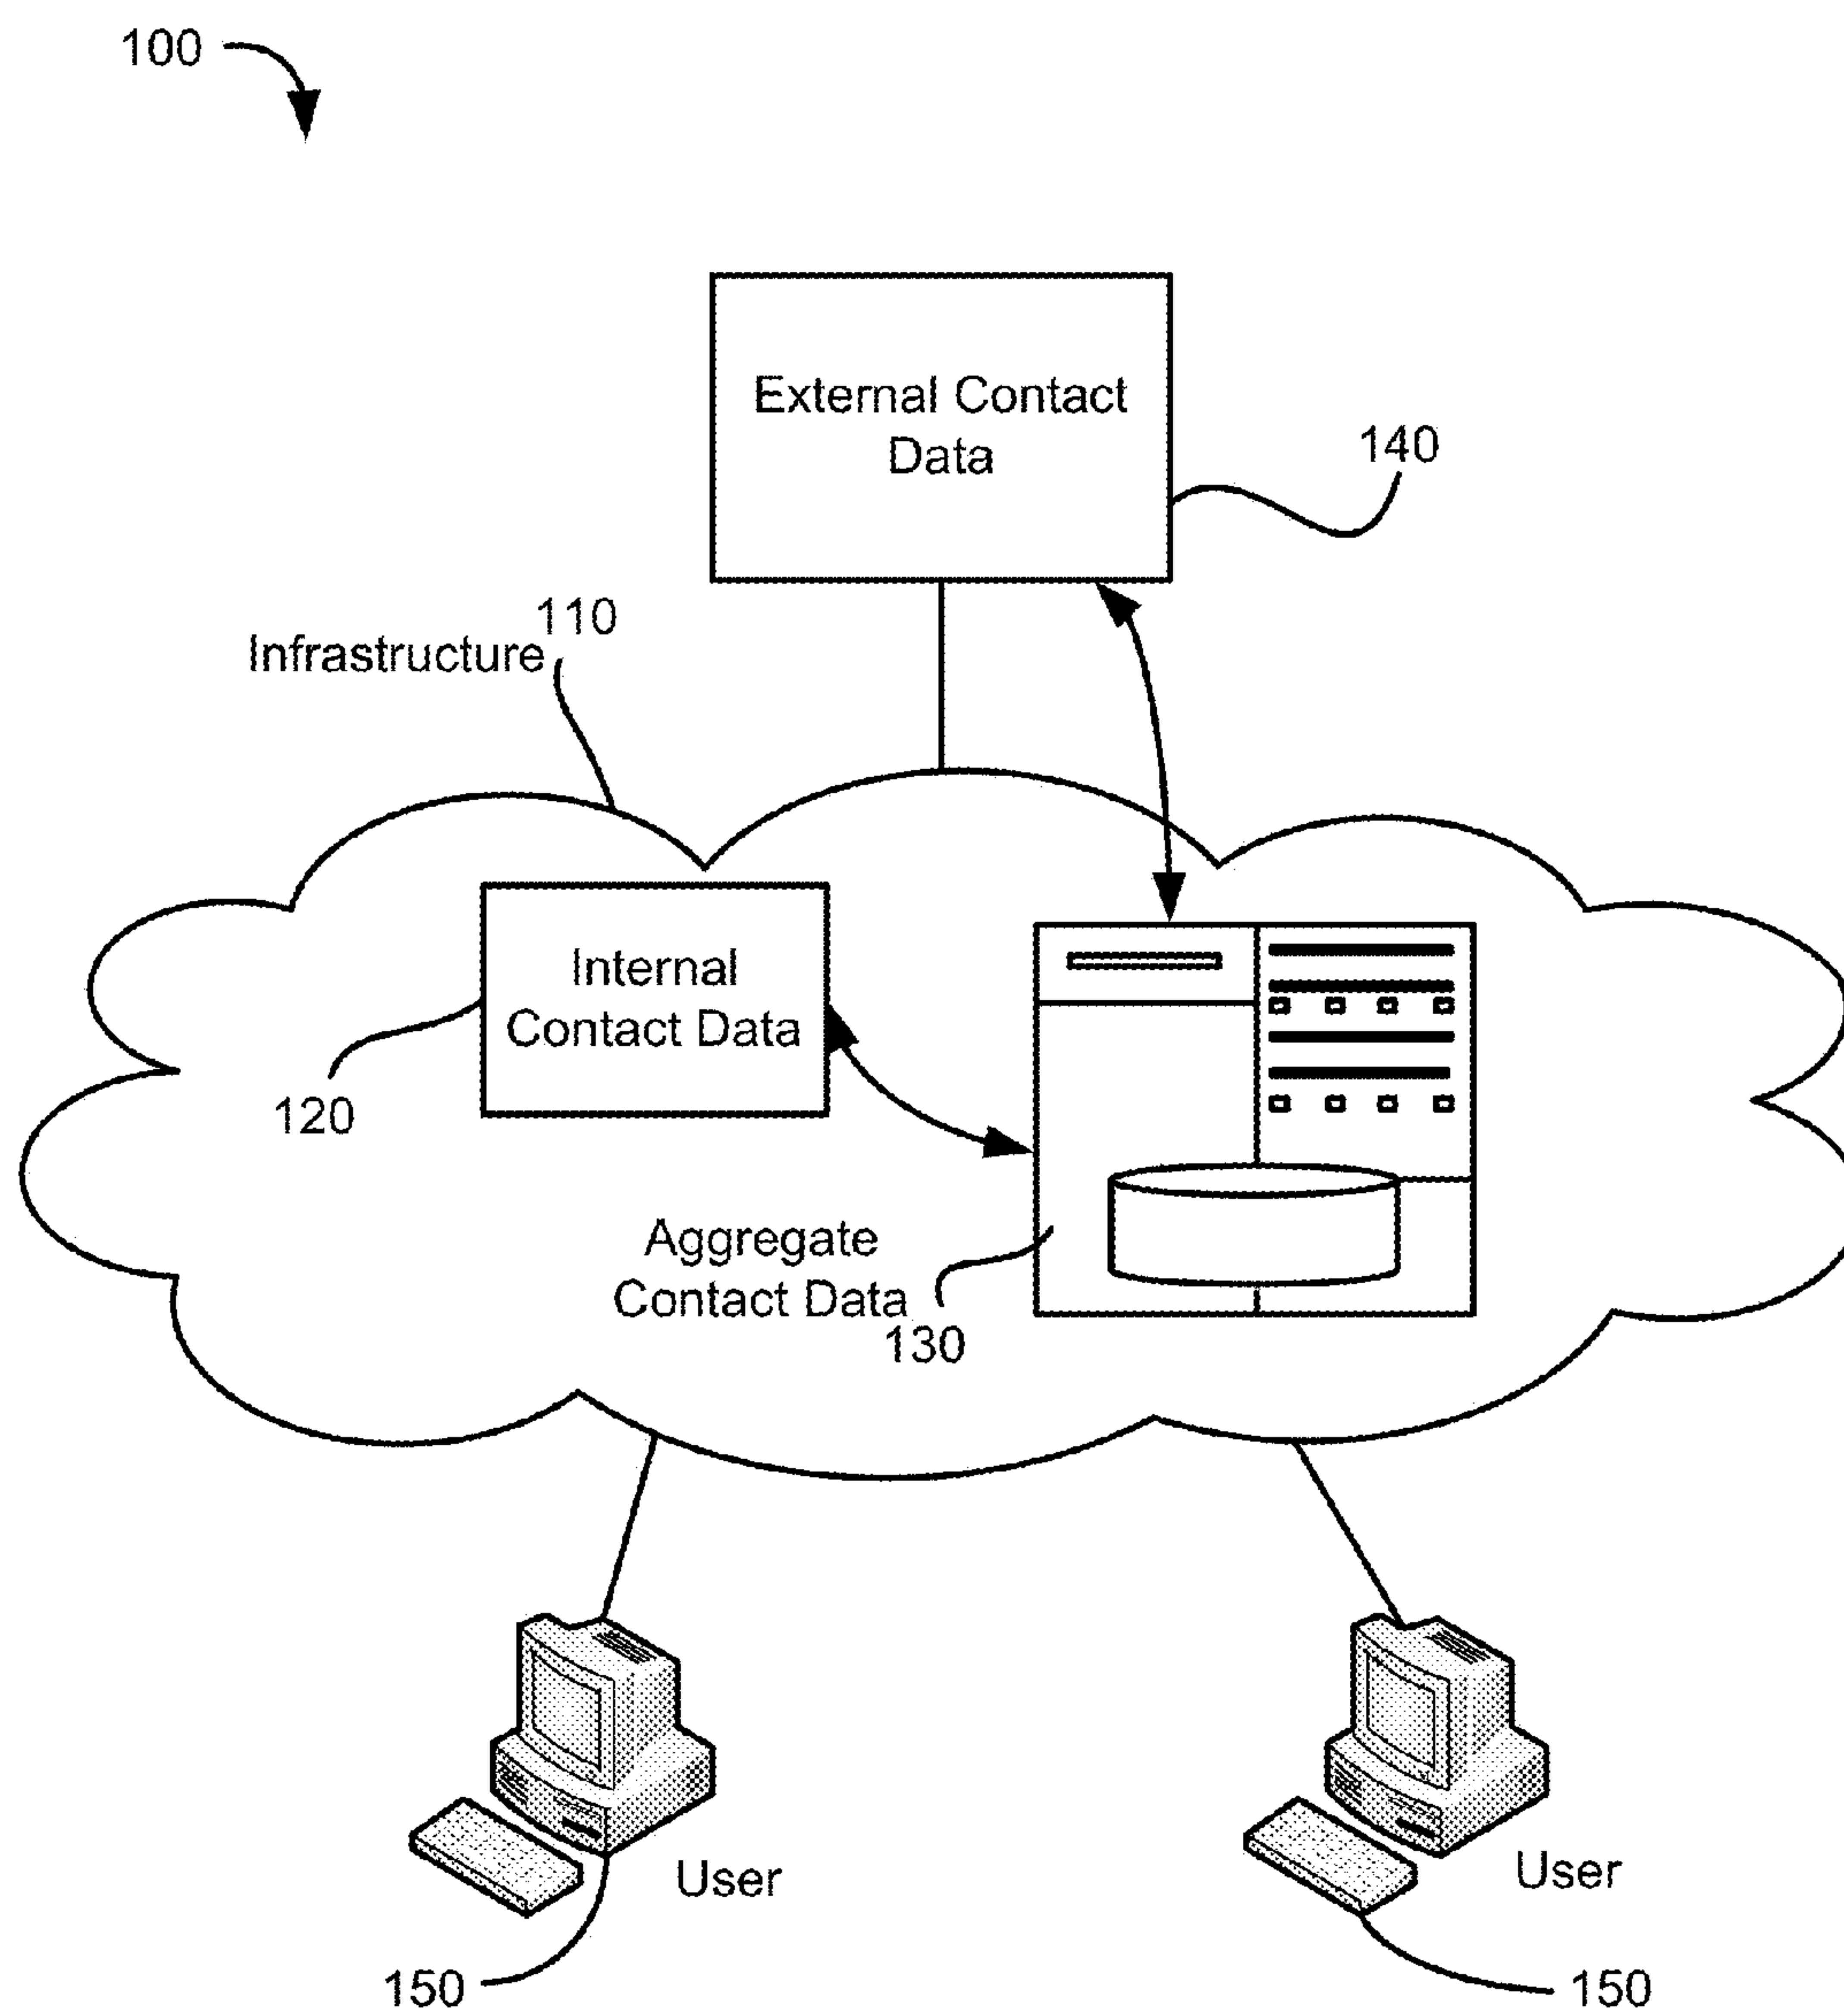 100
External Contact
Data
140
110
Infrastructure
Internal
Contact Data
120
Aggregate
Contact Data
130
User
User
150
150